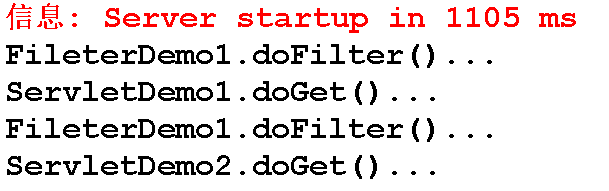 信息: Server startup in 1105 ms
FileterDemo1.doFilter()...
ServletDemo1.doGet()...
FileterDemo1.doFilter()...
ServletDemo2.doGet()...